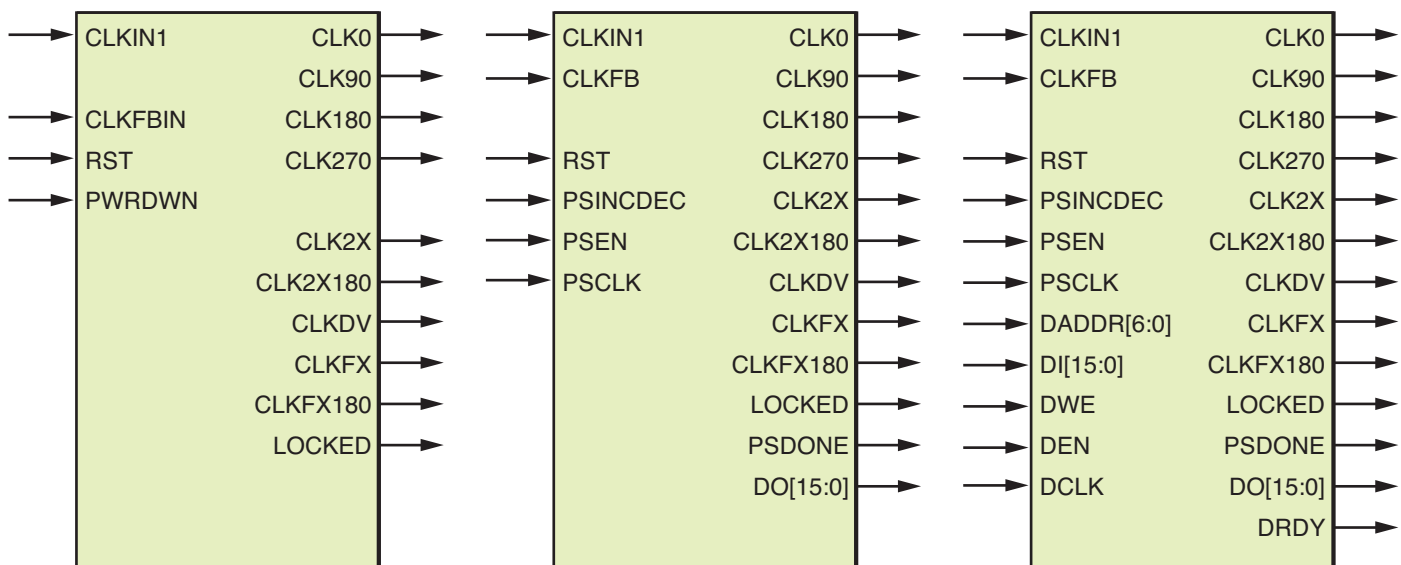 CLKIN1 CLK0
CLK90
CLKFBIN CLK180
RST CLK270
PWRDWN
CLK2X
CLK2X180
CLKDV
CLKFX
CLKFX180
LOCKED
CLKIN1 CLK0
CLKFB CLK90
CLK180
RST CLK270
PSINCDEC CLK2X
PSEN CLK2X180
PSCLK CLKDV
CLKFX
CLKFX180
LOCKED
PSDONE
DO[15:0]
CLKIN1 CLK0
CLKFB CLK90
CLK180
RST CLK270
PSINCDEC CLK2X
PSEN CLK2X180
PSCLK CLKDV
DADDR[6:0] CLKFX
DI[15:0] CLKFX180
DWE LOCKED
DEN PSDONE
DCLK DO[15:0]
DRDY